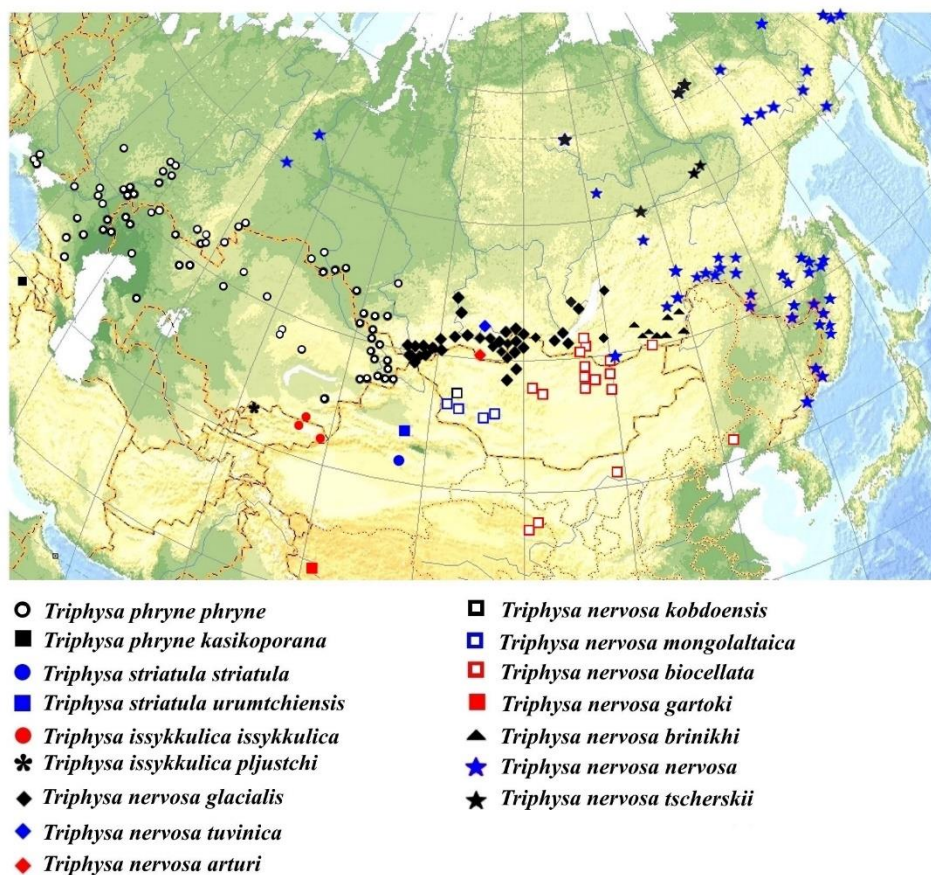 Triphysa phryne phryne
Triphysa phryne kasikoporana
Triphysa striatula striatula
Triphysa striatula urumtchiensis
Triphysa issykkulica issykkulica
Triphysa issykkulica pljustchi
Triphysa nervosa glacialis
Triphysa nervosa tuvinica
Triphysa nervosa arturi
Triphysa nervosa kobdoensis
Triphysa nervosa mongolaltaica
Triphysa nervosa biocellata
Triphysa nervosa gartoki
Triphysa nervosa brinikhi
Triphysa nervosa nervosa
Triphysa nervosa tscherskii